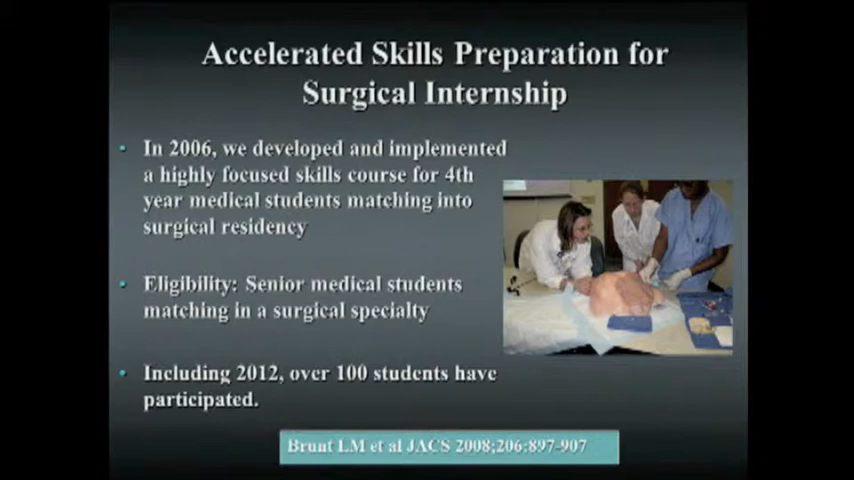 Accelerated Skills Preparation for
Surgical Internship
• In 2006, we developed and implemented
a highly focused skills course for 4th
year medical students matching into
surgical residency
• Eligibility: Senior medical students
matching in a surgical specialty
• Including 2012, over 100 students have
participated.
Brunt LM et al JACS 2008;206:897-907